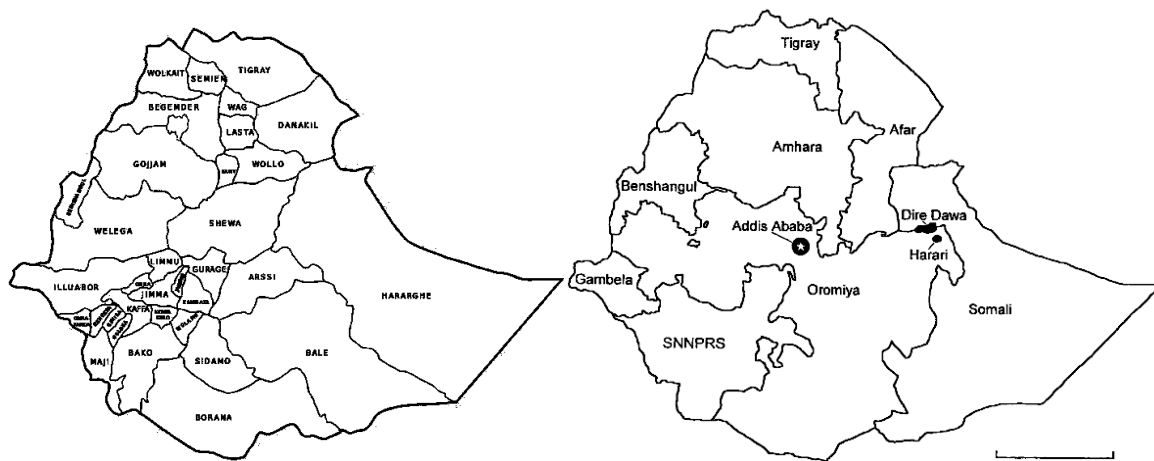 WOLKAIT
SEMIEN
TIGRAY
BEGEMDER
WAG
LASTA
DANAKIL
GOJJAM
WOLLO
WELEGA
SHEWA
LIMMU
GURAGE
ARSSI
ILLUABOR
JIMMA
KAFFA
HARARGHE
MAJI
BAKO
SIDAMO
BALE
BORANA
Tigray
Afar
Amhara
Benshangul
Dire Dawa
Addis Ababa
Harari
Gambela
Oromiya
Somali
SNNPRS